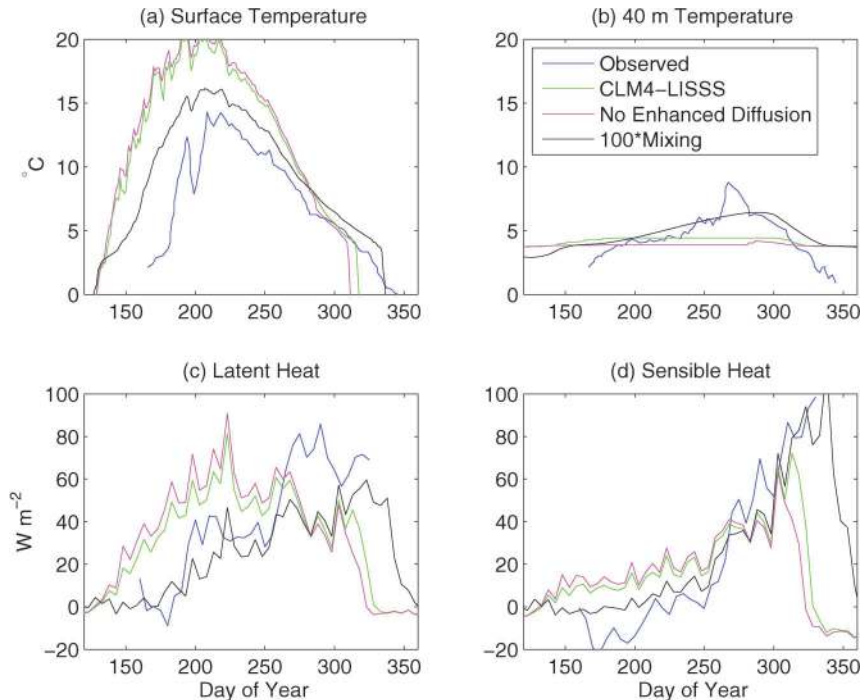 (a) Surface Temperature
(b) 40 m Temperature
20
15
10
5
0
°C
150 200 250 300 350
20
15
10
5
0
150 200 250 300 350
Observed
CLM4−LISSS
No Enhanced Diffusion
100*Mixing
(c) Latent Heat
(d) Sensible Heat
100
80
60
40
20
0
−20
W m−2
150 200 250 300 350
Day of Year
100
80
60
40
20
0
−20
150 200 250 300 350
Day of Year